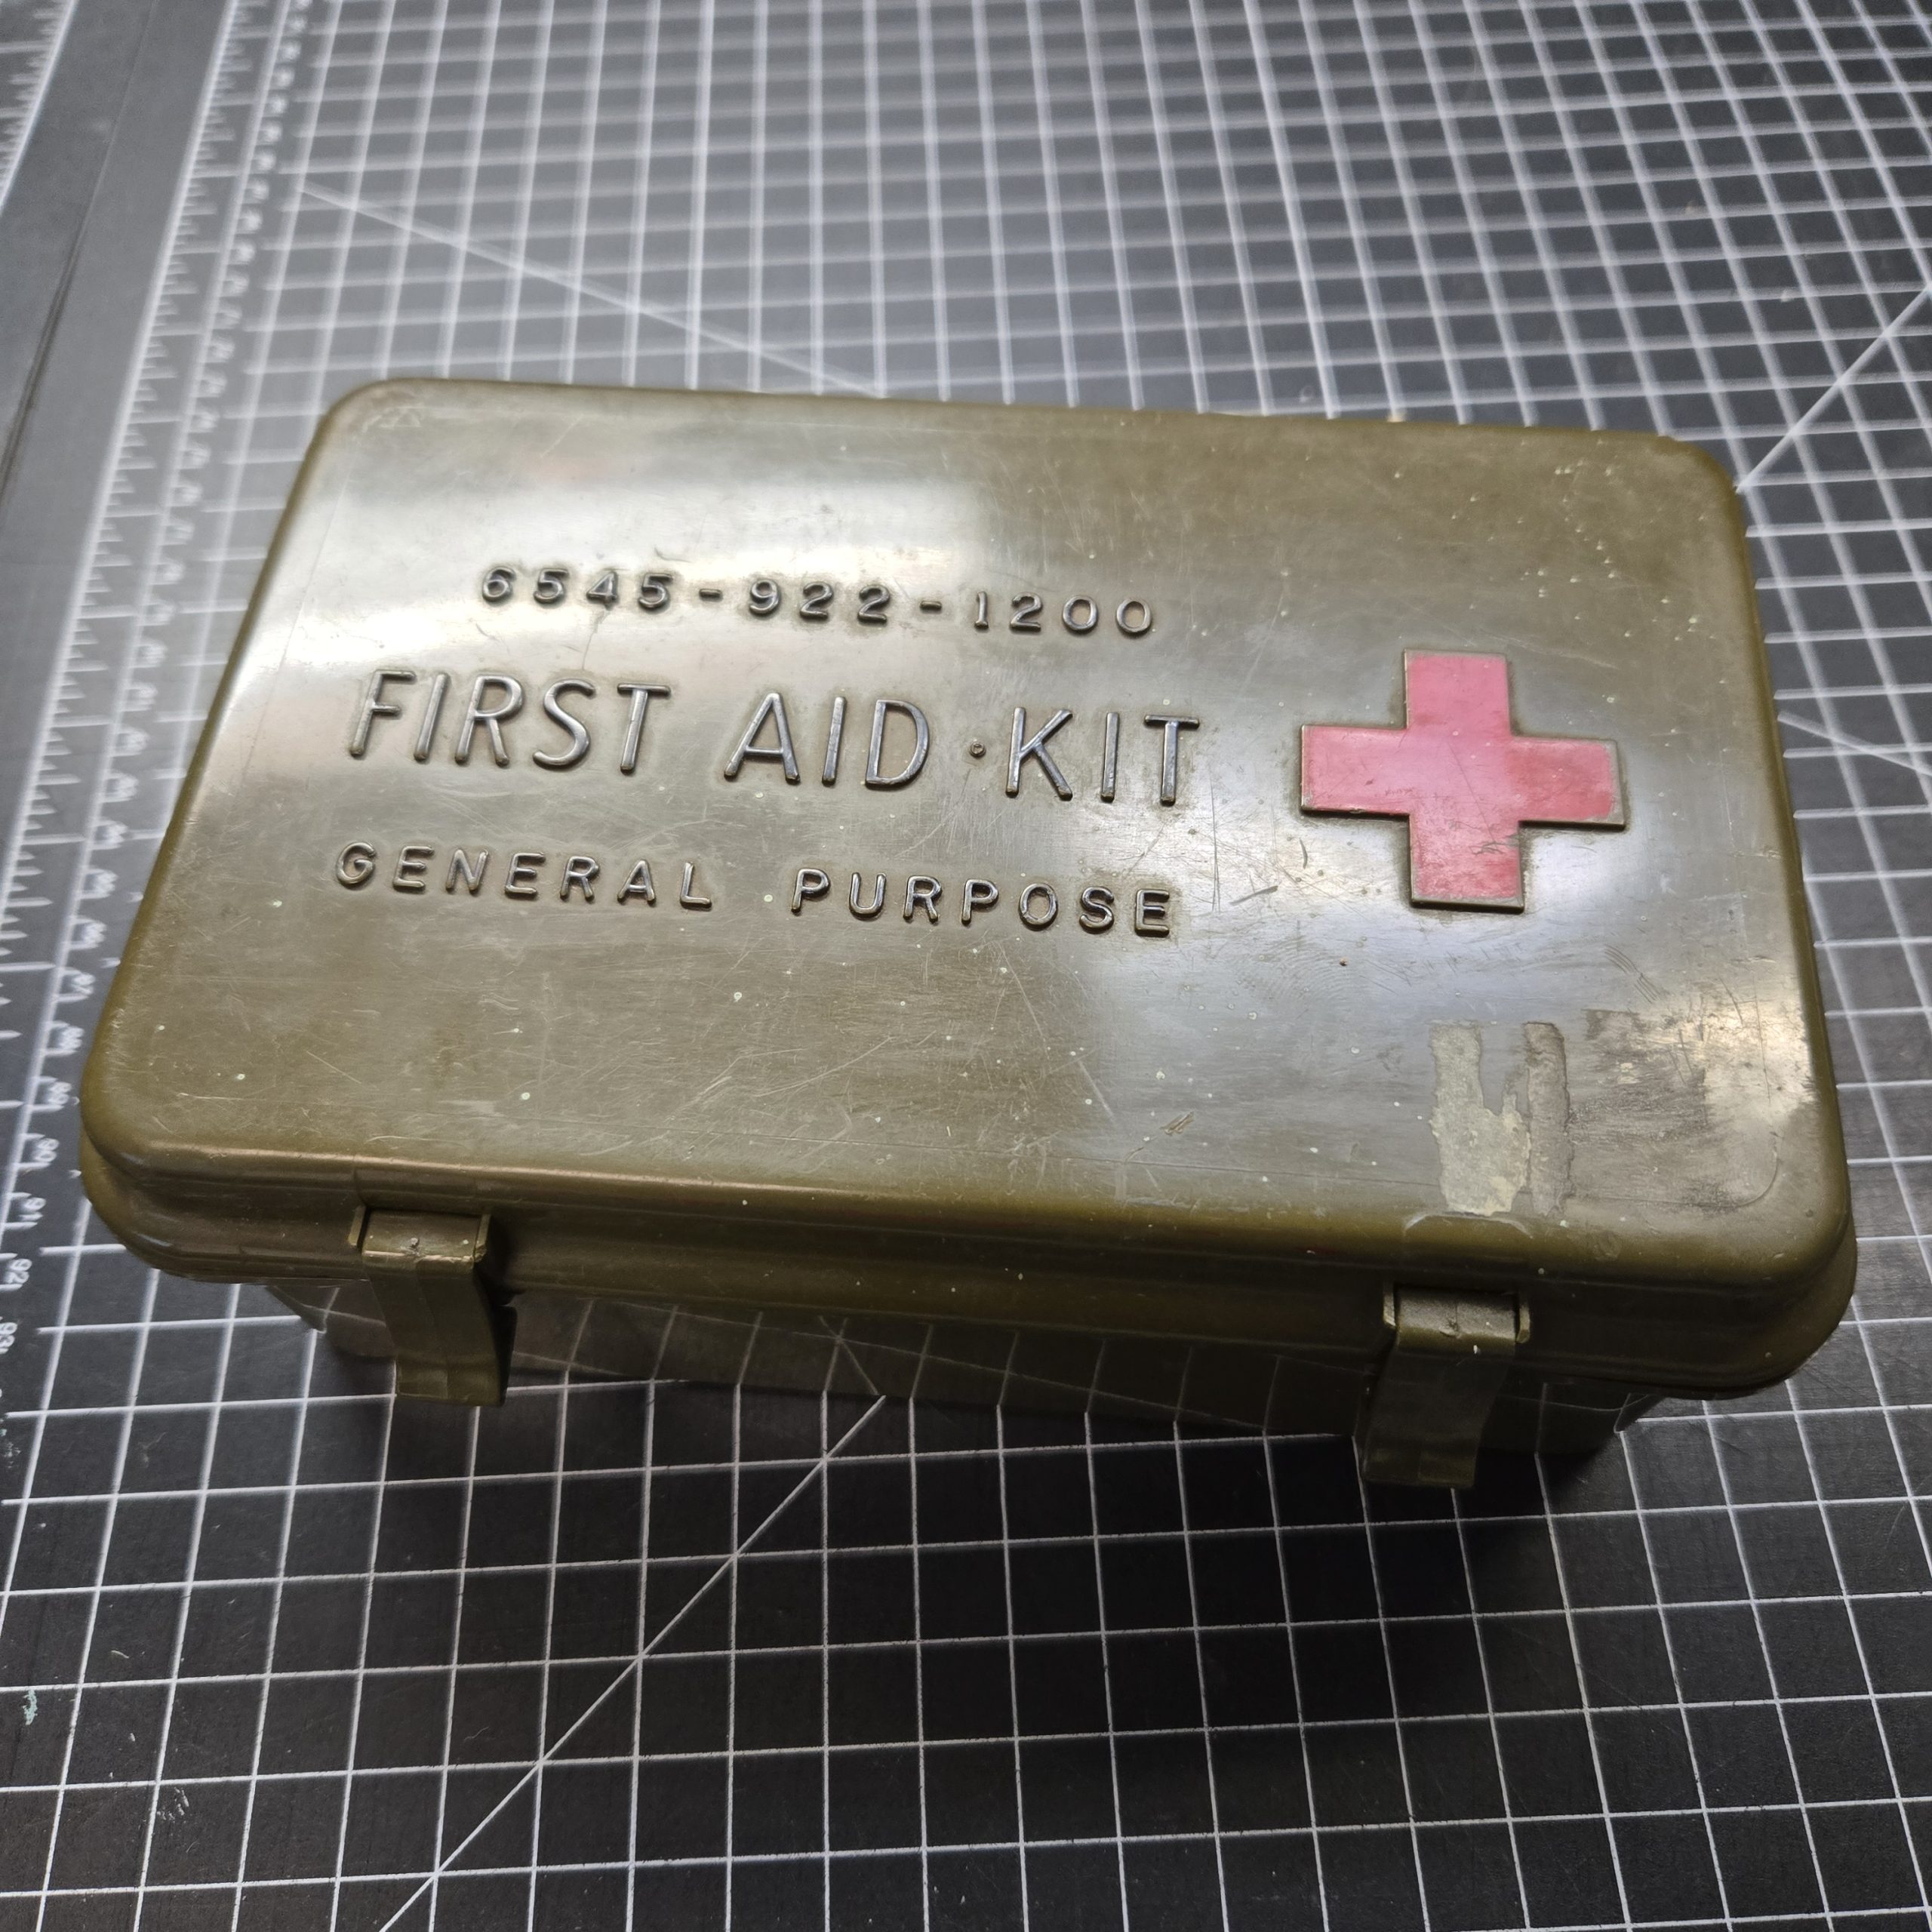 6545-922-1200
FIRST AID KIT
GENERAL PURPOSE